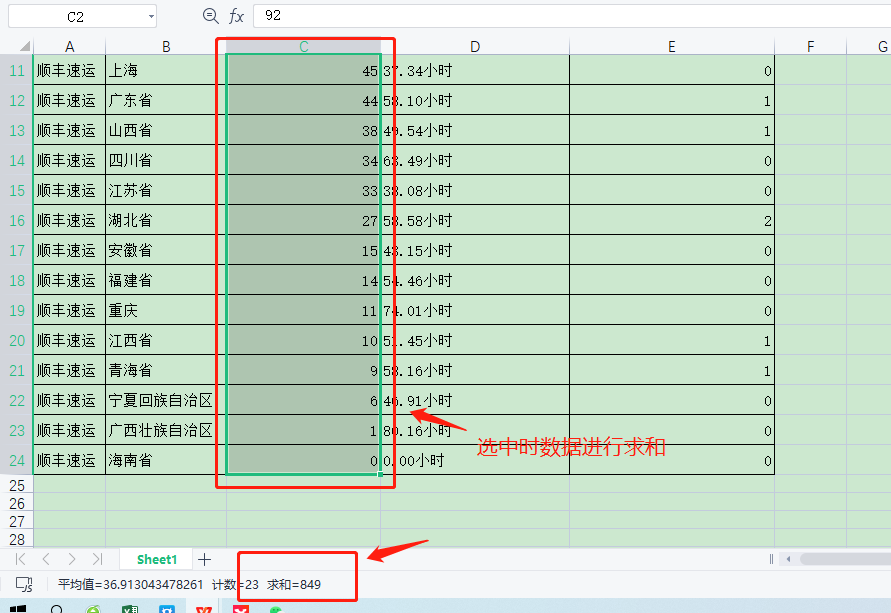 C2 fx 92
A B C D E F G
11 顺丰速运 上海 45 37.34小时 0
12 顺丰速运 广东省 44 58.10小时 1
13 顺丰速运 山西省 38 49.54小时 1
14 顺丰速运 四川省 34 63.49小时 0
15 顺丰速运 江苏省 33 38.08小时 0
16 顺丰速运 湖北省 27 58.58小时 2
17 顺丰速运 安徽省 15 43.15小时 0
18 顺丰速运 福建省 14 54.46小时 0
19 顺丰速运 重庆 11 74.01小时 0
20 顺丰速运 江西省 10 51.45小时 1
21 顺丰速运 青海省 9 58.16小时 1
22 顺丰速运 宁夏回族自治区 6 46.91小时 0
23 顺丰速运 广西壮族自治区 1 80.16小时 0
选中时数据进行求和
24 顺丰速运 海南省 0 0.00小时 0
25
26
27
28
Sheet1
平均值=36.913043478261 计数=23 求和=849